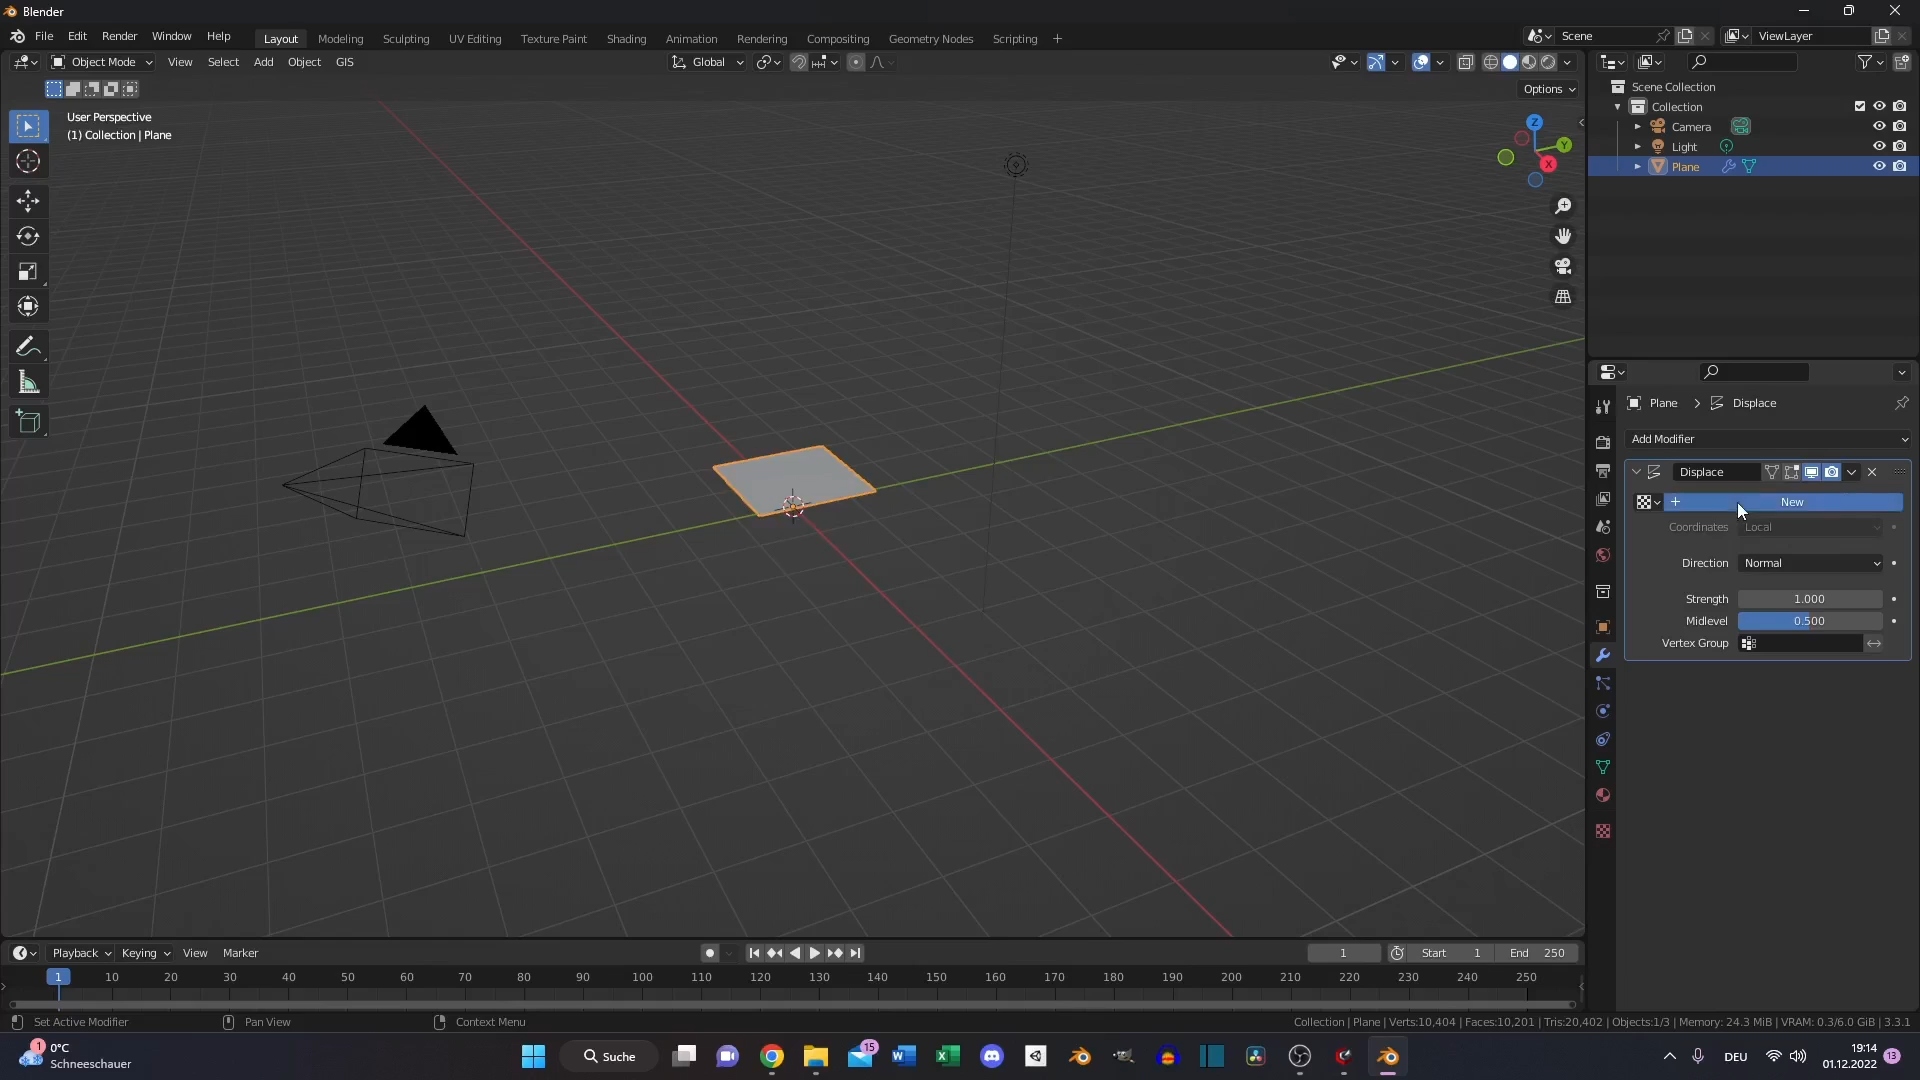 Blender
File Edit Render Window Help
Layout Modeling Sculpting UV Editing Texture Paint Shading Animation Rendering Compositing Geometry Nodes Scripting +
Scene
ViewLayer
Object Mode View Select Add Object GIS
Global
Options
User Perspective
(1) Collection | Plane
Z
Y
X
Scene Collection
Collection
Camera
Light
Plane
Plane > Displace
Add Modifier
Displace
+ New
Coordinates Local
Direction Normal
Strength 1.000
Midlevel 0.500
Vertex Group
Playback Keying View Marker
1 Start 1 End 250
1 10 20 30 40 50 60 70 80 90 100 110 120 130 140 150 160 170 180 190 200 210 220 230 240 250
Set Active Modifier Pan View Context Menu
Collection | Plane | Verts:10,404 | Faces:10,201 | Tris:20,402 | Objects:1/3 | Memory: 24.3 MiB | VRAM: 0.3/6.0 GiB | 3.3.1
1
0°C
Schneeschauer
Suche
15
DEU
19:14
01.12.2022
13